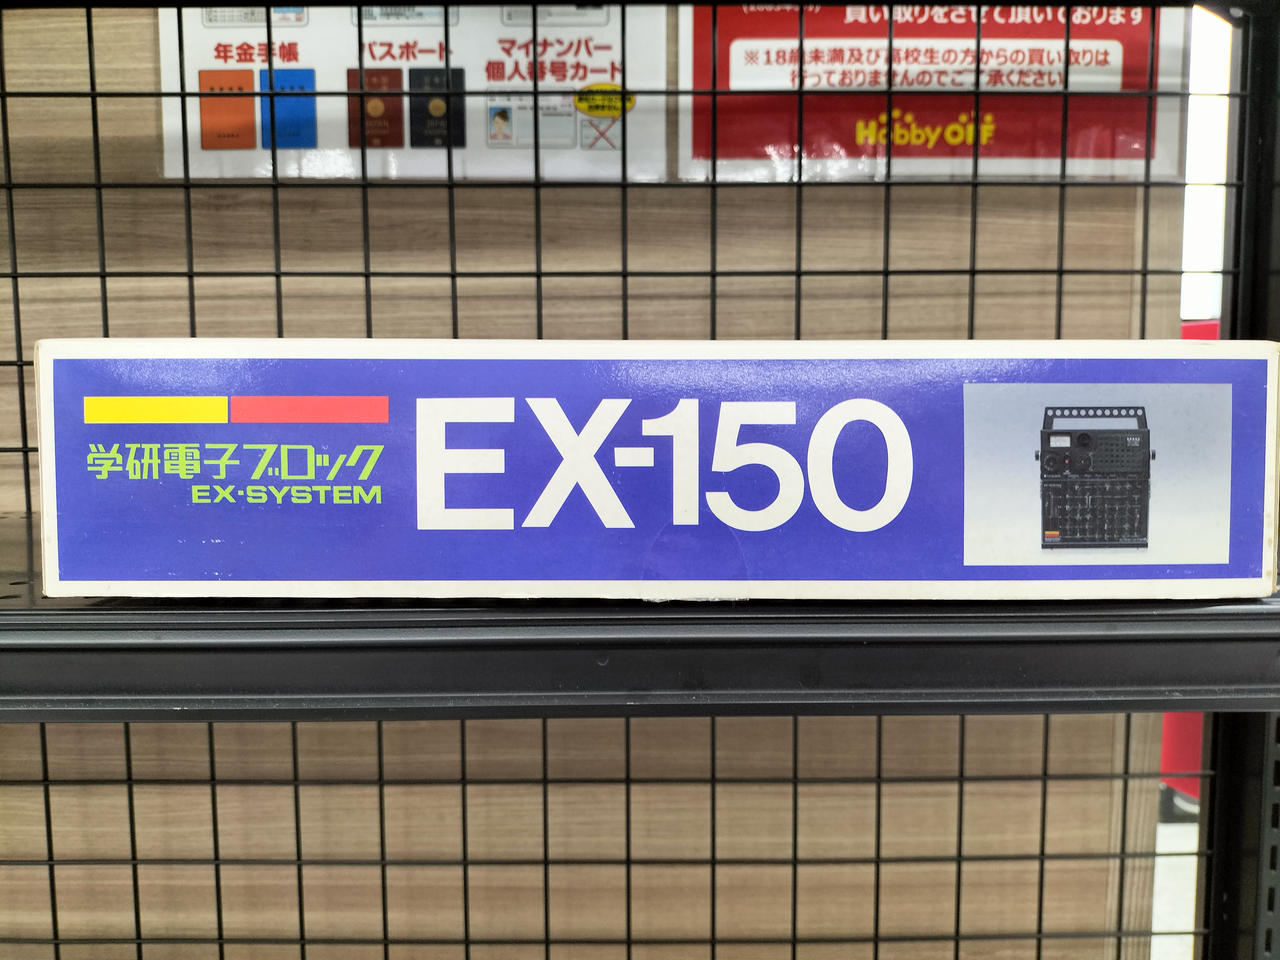 年金手帳
パスポート
マイナンバー
個人番号カード
買い取りをさせて頂いております
※18歳未満及び高校生の方からの買い取りは
行っておりませんのでご了承ください
Hobby OFF
学研電子ブロック
EX·SYSTEM
EX-150